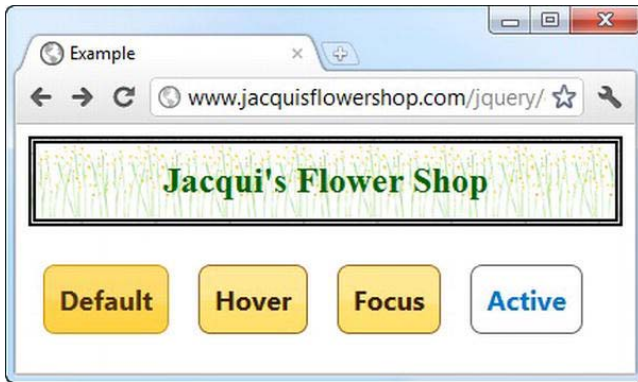 Example
www.jacquisflowershop.com/jquery/
Jacqui's Flower Shop
Default Hover Focus Active